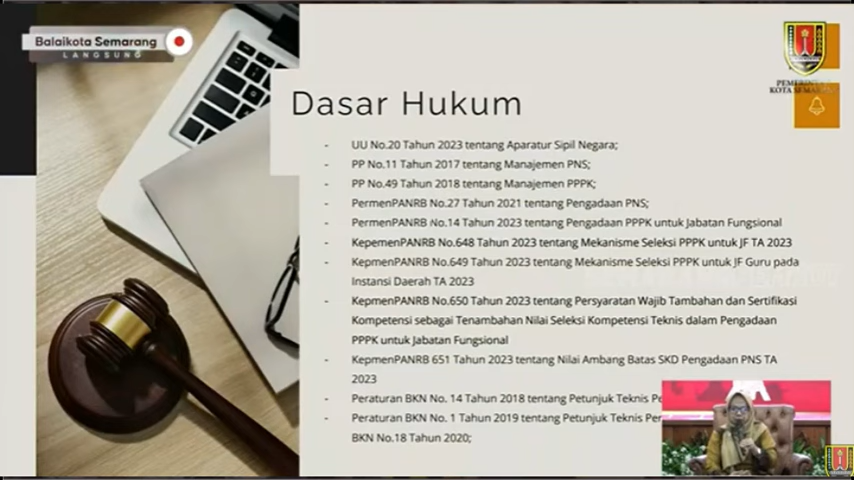 Balaikota Semarang
LANGSUNG
PEMERINTAH
KOTA SEMARANG
Dasar Hukum
- UU No.20 Tahun 2023 tentang Aparatur Sipil Negara;
- PP No.11 Tahun 2017 tentang Manajemen PNS;
- PP No.49 Tahun 2018 tentang Manajemen PPPK;
- PermenPANRB No.27 Tahun 2021 tentang Pengadaan PNS;
- PermenPANRB No.14 Tahun 2023 tentang Pengadaan PPPK untuk Jabatan Fungsional
- KepemenPANRB No.648 Tahun 2023 tentang Mekanisme Seleksi PPPK untuk JF TA 2023
- KepmenPANRB No.649 Tahun 2023 tentang Mekanisme Seleksi PPPK untuk JF Guru pada
Instansi Daerah TA 2023
- KepmenPANRB No.650 Tahun 2023 tentang Persyaratan Wajib Tambahan dan Sertifikasi
Kompetensi sebagai Tenambahan Nilai Seleksi Kompetensi Teknis dalam Pengadaan
PPPK untuk Jabatan Fungsional
- KepmenPANRB 651 Tahun 2023 tentang Nilai Ambang Batas SKD Pengadaan PNS TA
2023
- Peraturan BKN No. 14 Tahun 2018 tentang Petunjuk Teknis
- Peraturan BKN No. 1 Tahun 2019 tentang Petunjuk Teknis
BKN No.18 Tahun 2020;